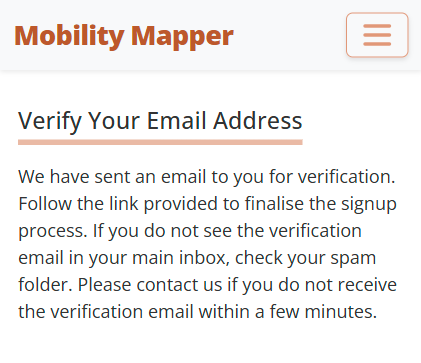 Mobility Mapper
Verify Your Email Address
We have sent an email to you for verification.
Follow the link provided to finalise the signup
process. If you do not see the verification
email in your main inbox, check your spam
folder. Please contact us if you do not receive
the verification email within a few minutes.